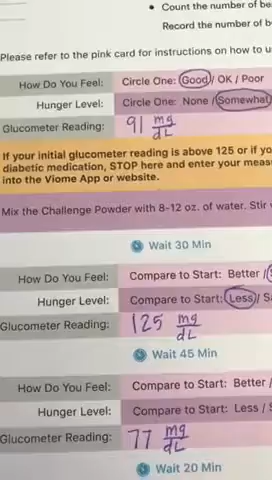 • Count the number of be
Record the number of b
Please refer to the pink card for instructions on how to u
How Do You Feel: Circle One: Good / OK / Poor
Hunger Level: Circle One: None / Somewhat
Glucometer Reading: 91 mg/dL
If your initial glucometer reading is above 125 or if yo
diabetic medication, STOP here and enter your meas
into the Viome App or website.
Mix the Challenge Powder with 8-12 oz. of water. Stir
Wait 30 Min
How Do You Feel: Compare to Start: Better /
Hunger Level: Compare to Start: Less / S
Glucometer Reading: 125 mg/dL
Wait 45 Min
How Do You Feel: Compare to Start: Better /
Hunger Level: Compare to Start: Less / S
Glucometer Reading: 77 mg/dL
Wait 20 Min